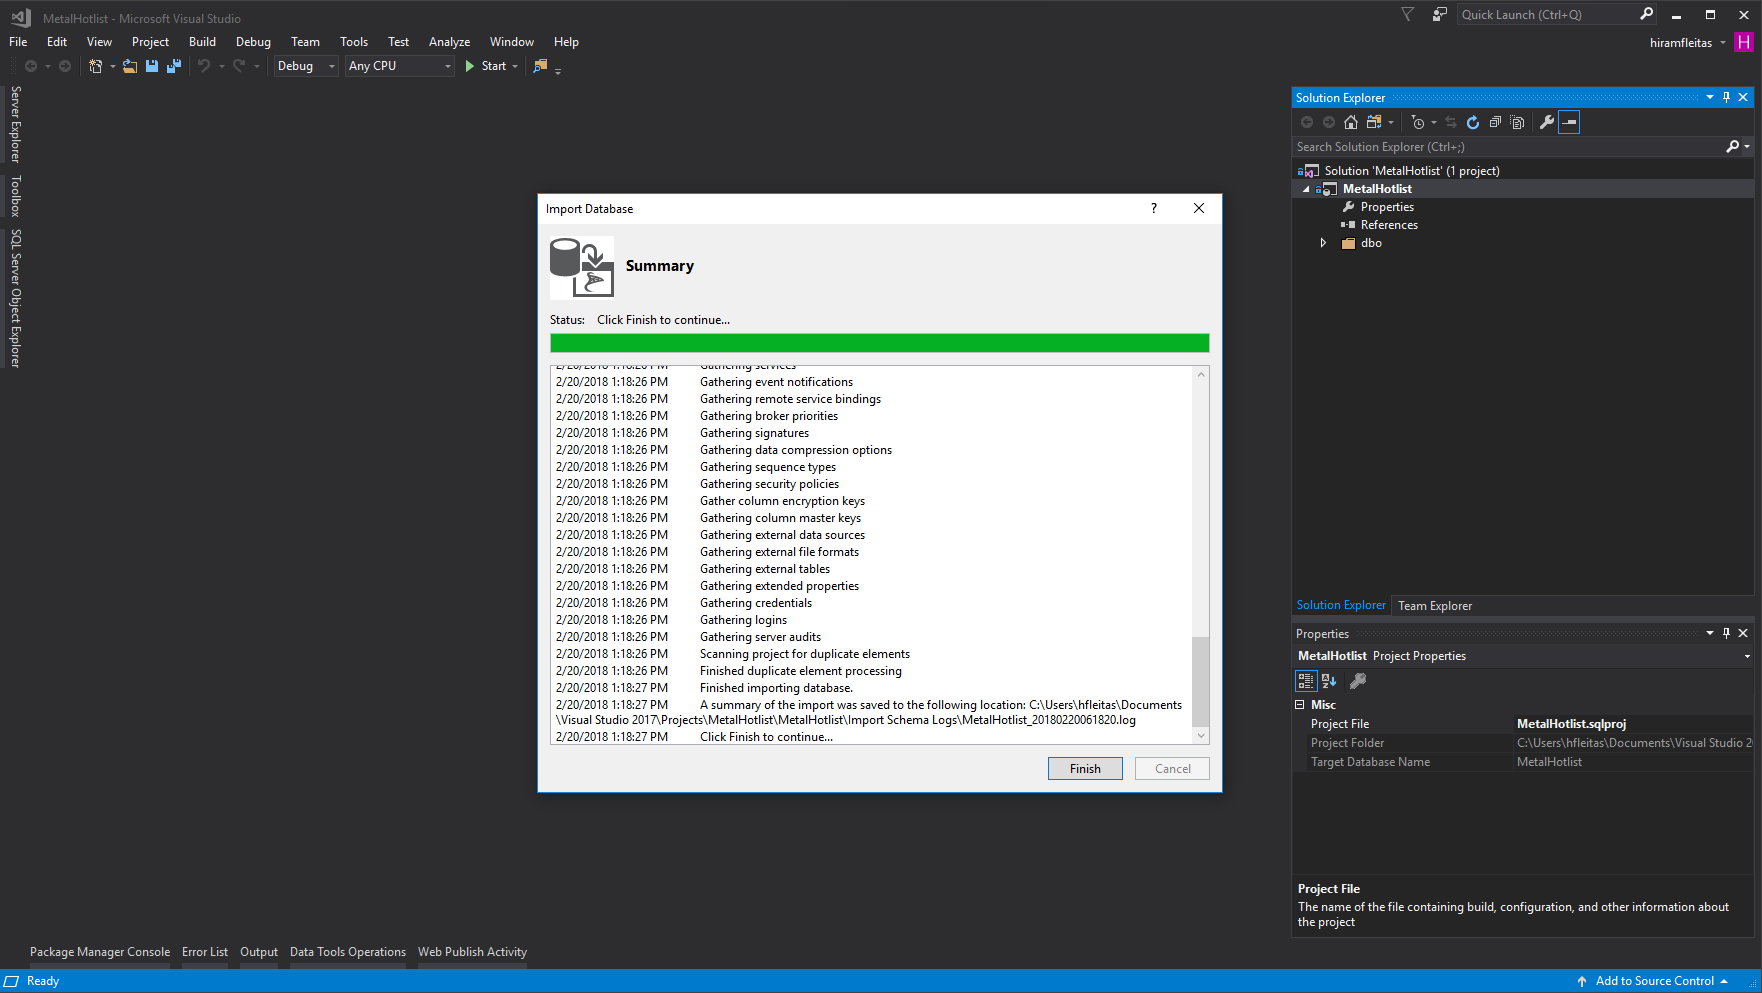 MetalHotlist - Microsoft Visual Studio
Quick Launch (Ctrl+Q)
File Edit View Project Build Debug Team Tools Test Analyze Window Help
hiramfleitas H
Debug Any CPU Start
Server Explorer
Toolbox
SQL Server Object Explorer
Import Database ?
Summary
Status: Click Finish to continue...
2/20/2018 1:18:26 PM Gathering services
2/20/2018 1:18:26 PM Gathering event notifications
2/20/2018 1:18:26 PM Gathering remote service bindings
2/20/2018 1:18:26 PM Gathering broker priorities
2/20/2018 1:18:26 PM Gathering signatures
2/20/2018 1:18:26 PM Gathering data compression options
2/20/2018 1:18:26 PM Gathering sequence types
2/20/2018 1:18:26 PM Gathering security policies
2/20/2018 1:18:26 PM Gather column encryption keys
2/20/2018 1:18:26 PM Gathering column master keys
2/20/2018 1:18:26 PM Gathering external data sources
2/20/2018 1:18:26 PM Gathering external file formats
2/20/2018 1:18:26 PM Gathering external tables
2/20/2018 1:18:26 PM Gathering extended properties
2/20/2018 1:18:26 PM Gathering credentials
2/20/2018 1:18:26 PM Gathering logins
2/20/2018 1:18:26 PM Gathering server audits
2/20/2018 1:18:26 PM Scanning project for duplicate elements
2/20/2018 1:18:26 PM Finished duplicate element processing
2/20/2018 1:18:27 PM Finished importing database.
2/20/2018 1:18:27 PM A summary of the import was saved to the following location: C:\Users\hfleitas\Documents
\Visual Studio 2017\Projects\MetalHotlist\MetalHotlist\Import Schema Logs\MetalHotlist_20180220061820.log
2/20/2018 1:18:27 PM Click Finish to continue...
Finish Cancel
Solution Explorer
Search Solution Explorer (Ctrl+;)
Solution 'MetalHotlist' (1 project)
MetalHotlist
Properties
References
dbo
Solution Explorer Team Explorer
Properties
MetalHotlist Project Properties
Misc
Project File MetalHotlist.sqlproj
Project Folder C:\Users\hfleitas\Documents\Visual Studio 2
Target Database Name MetalHotlist
Project File
The name of the file containing build, configuration, and other information about
the project
Package Manager Console Error List Output Data Tools Operations Web Publish Activity
Ready
Add to Source Control